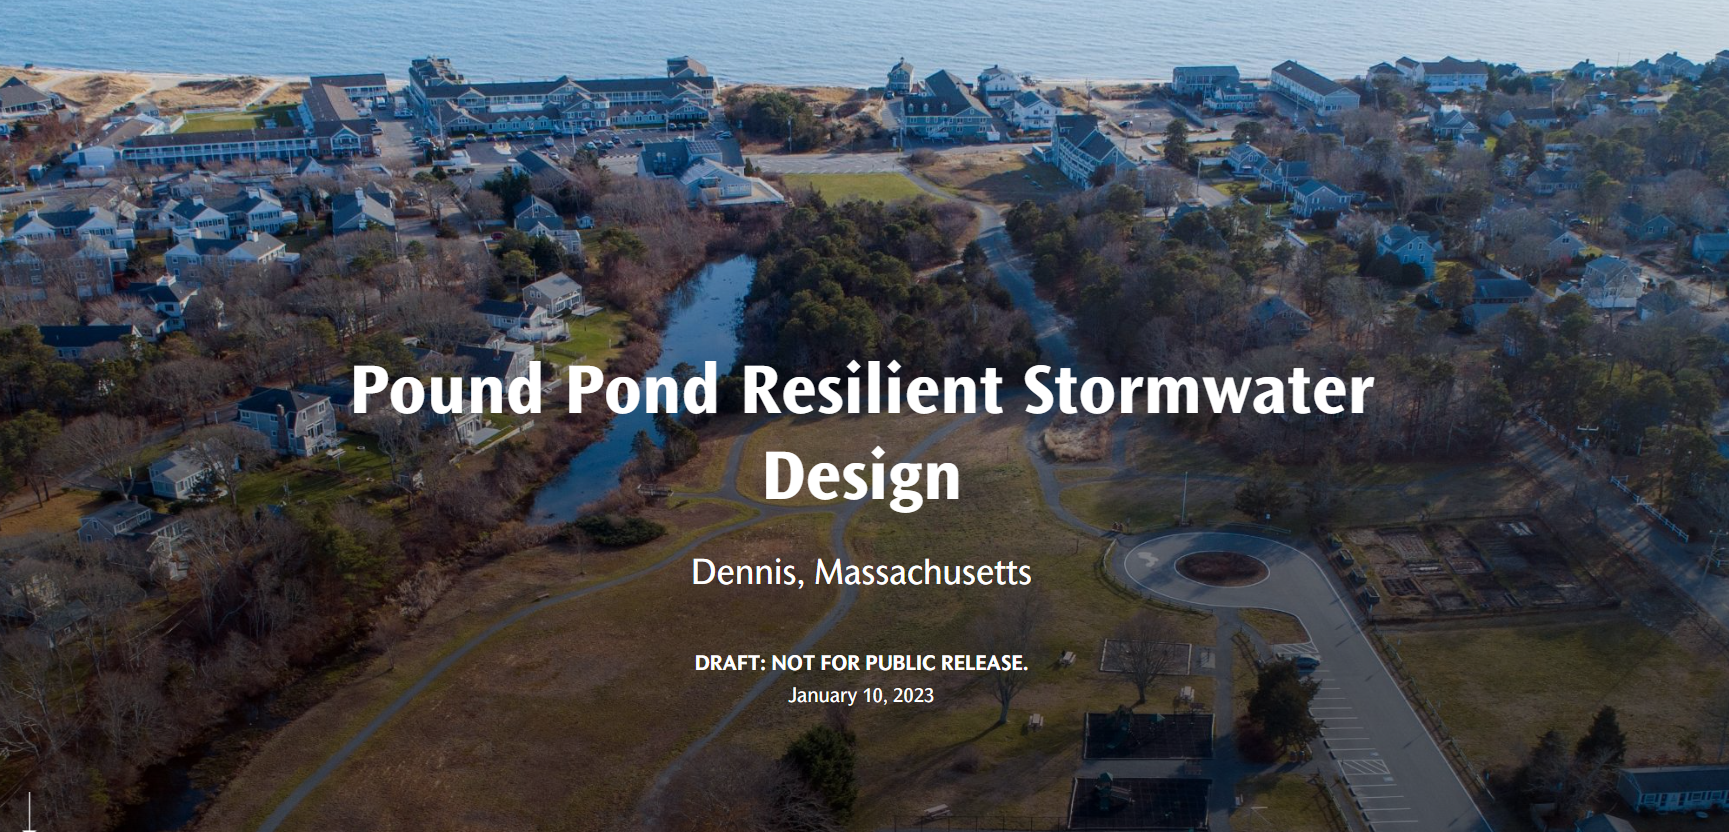 Pound Pond Resilient Stormwater
Design
Dennis, Massachusetts
DRAFT: NOT FOR PUBLIC RELEASE.
January 10, 2023